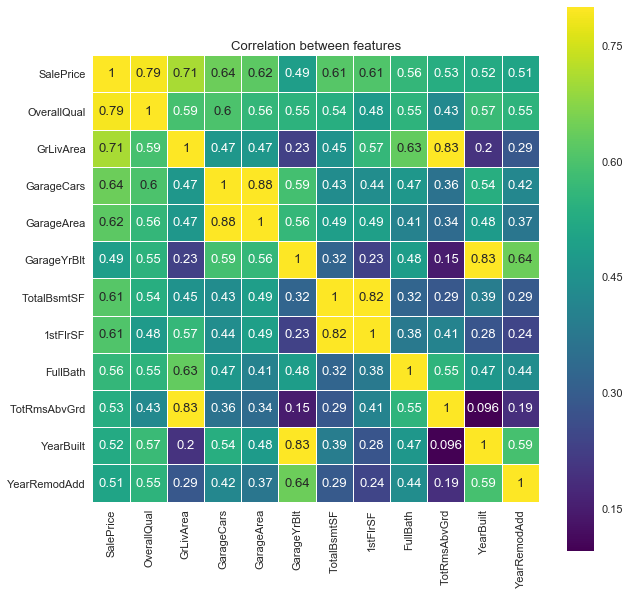 Correlation between features
SalePrice 1 0.79 0.71 0.64 0.62 0.49 0.61 0.61 0.56 0.53 0.52 0.51
OverallQual 0.79 1 0.59 0.6 0.56 0.55 0.54 0.48 0.55 0.43 0.57 0.55
GrLivArea 0.71 0.59 1 0.47 0.47 0.23 0.45 0.57 0.63 0.83 0.2 0.29
GarageCars 0.64 0.6 0.47 1 0.88 0.59 0.43 0.44 0.47 0.36 0.54 0.42
GarageArea 0.62 0.56 0.47 0.88 1 0.56 0.49 0.49 0.41 0.34 0.48 0.37
GarageYrBlt 0.49 0.55 0.23 0.59 0.56 1 0.32 0.23 0.48 0.15 0.83 0.64
TotalBsmtSF 0.61 0.54 0.45 0.43 0.49 0.32 1 0.82 0.32 0.29 0.39 0.29
1stFlrSF 0.61 0.48 0.57 0.44 0.49 0.23 0.82 1 0.38 0.41 0.28 0.24
FullBath 0.56 0.55 0.63 0.47 0.41 0.48 0.32 0.38 1 0.55 0.47 0.44
TotRmsAbvGrd 0.53 0.43 0.83 0.36 0.34 0.15 0.29 0.41 0.55 1 0.096 0.19
YearBuilt 0.52 0.57 0.2 0.54 0.48 0.83 0.39 0.28 0.47 0.096 1 0.59
YearRemodAdd 0.51 0.55 0.29 0.42 0.37 0.64 0.29 0.24 0.44 0.19 0.59 1
SalePrice
OverallQual
GrLivArea
GarageCars
GarageArea
GarageYrBlt
TotalBsmtSF
1stFlrSF
FullBath
TotRmsAbvGrd
YearBuilt
YearRemodAdd
0.75
0.60
0.45
0.30
0.15